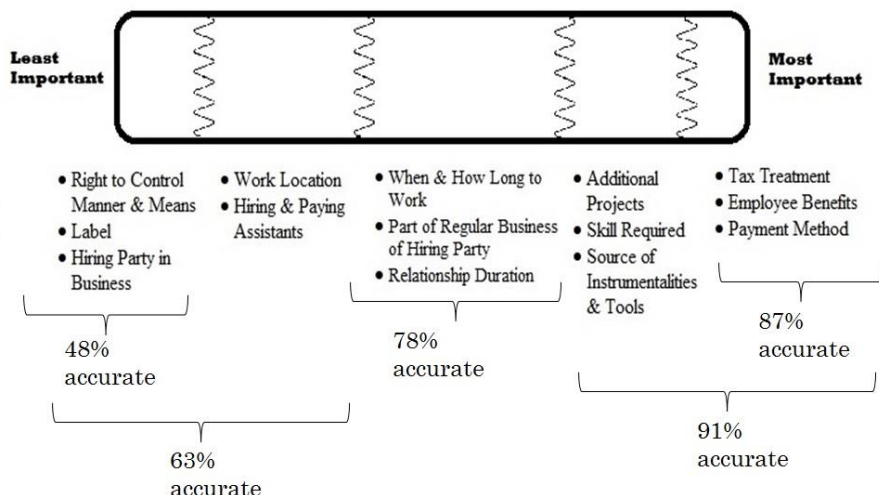 Least
Important
Most
Important
• Right to Control
Manner & Means
• Label
• Hiring Party in
Business
• Work Location
• Hiring & Paying
Assistants
• When & How Long to
Work
• Part of Regular Business
of Hiring Party
• Relationship Duration
• Additional
Projects
• Skill Required
• Source of
Instrumentalities
& Tools
• Tax Treatment
• Employee Benefits
• Payment Method
48%
accurate
78%
accurate
87%
accurate
63%
accurate
91%
accurate